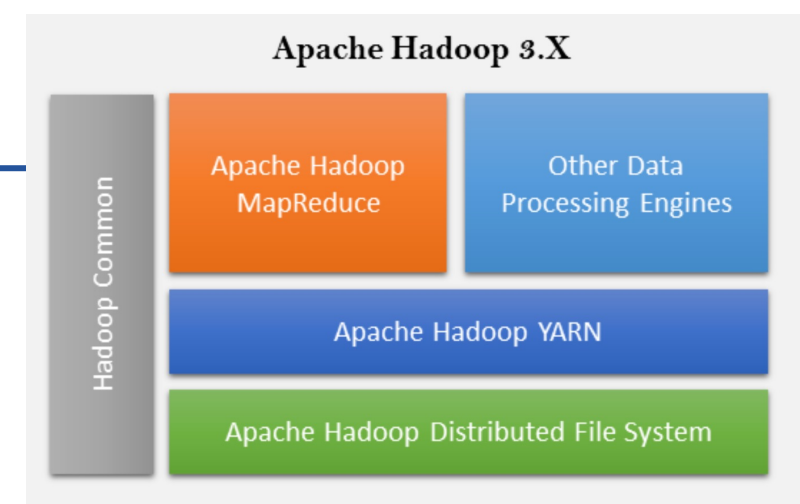 Apache Hadoop 3.X
Hadoop Common
Apache Hadoop
MapReduce
Other Data
Processing Engines
Apache Hadoop YARN
Apache Hadoop Distributed File System